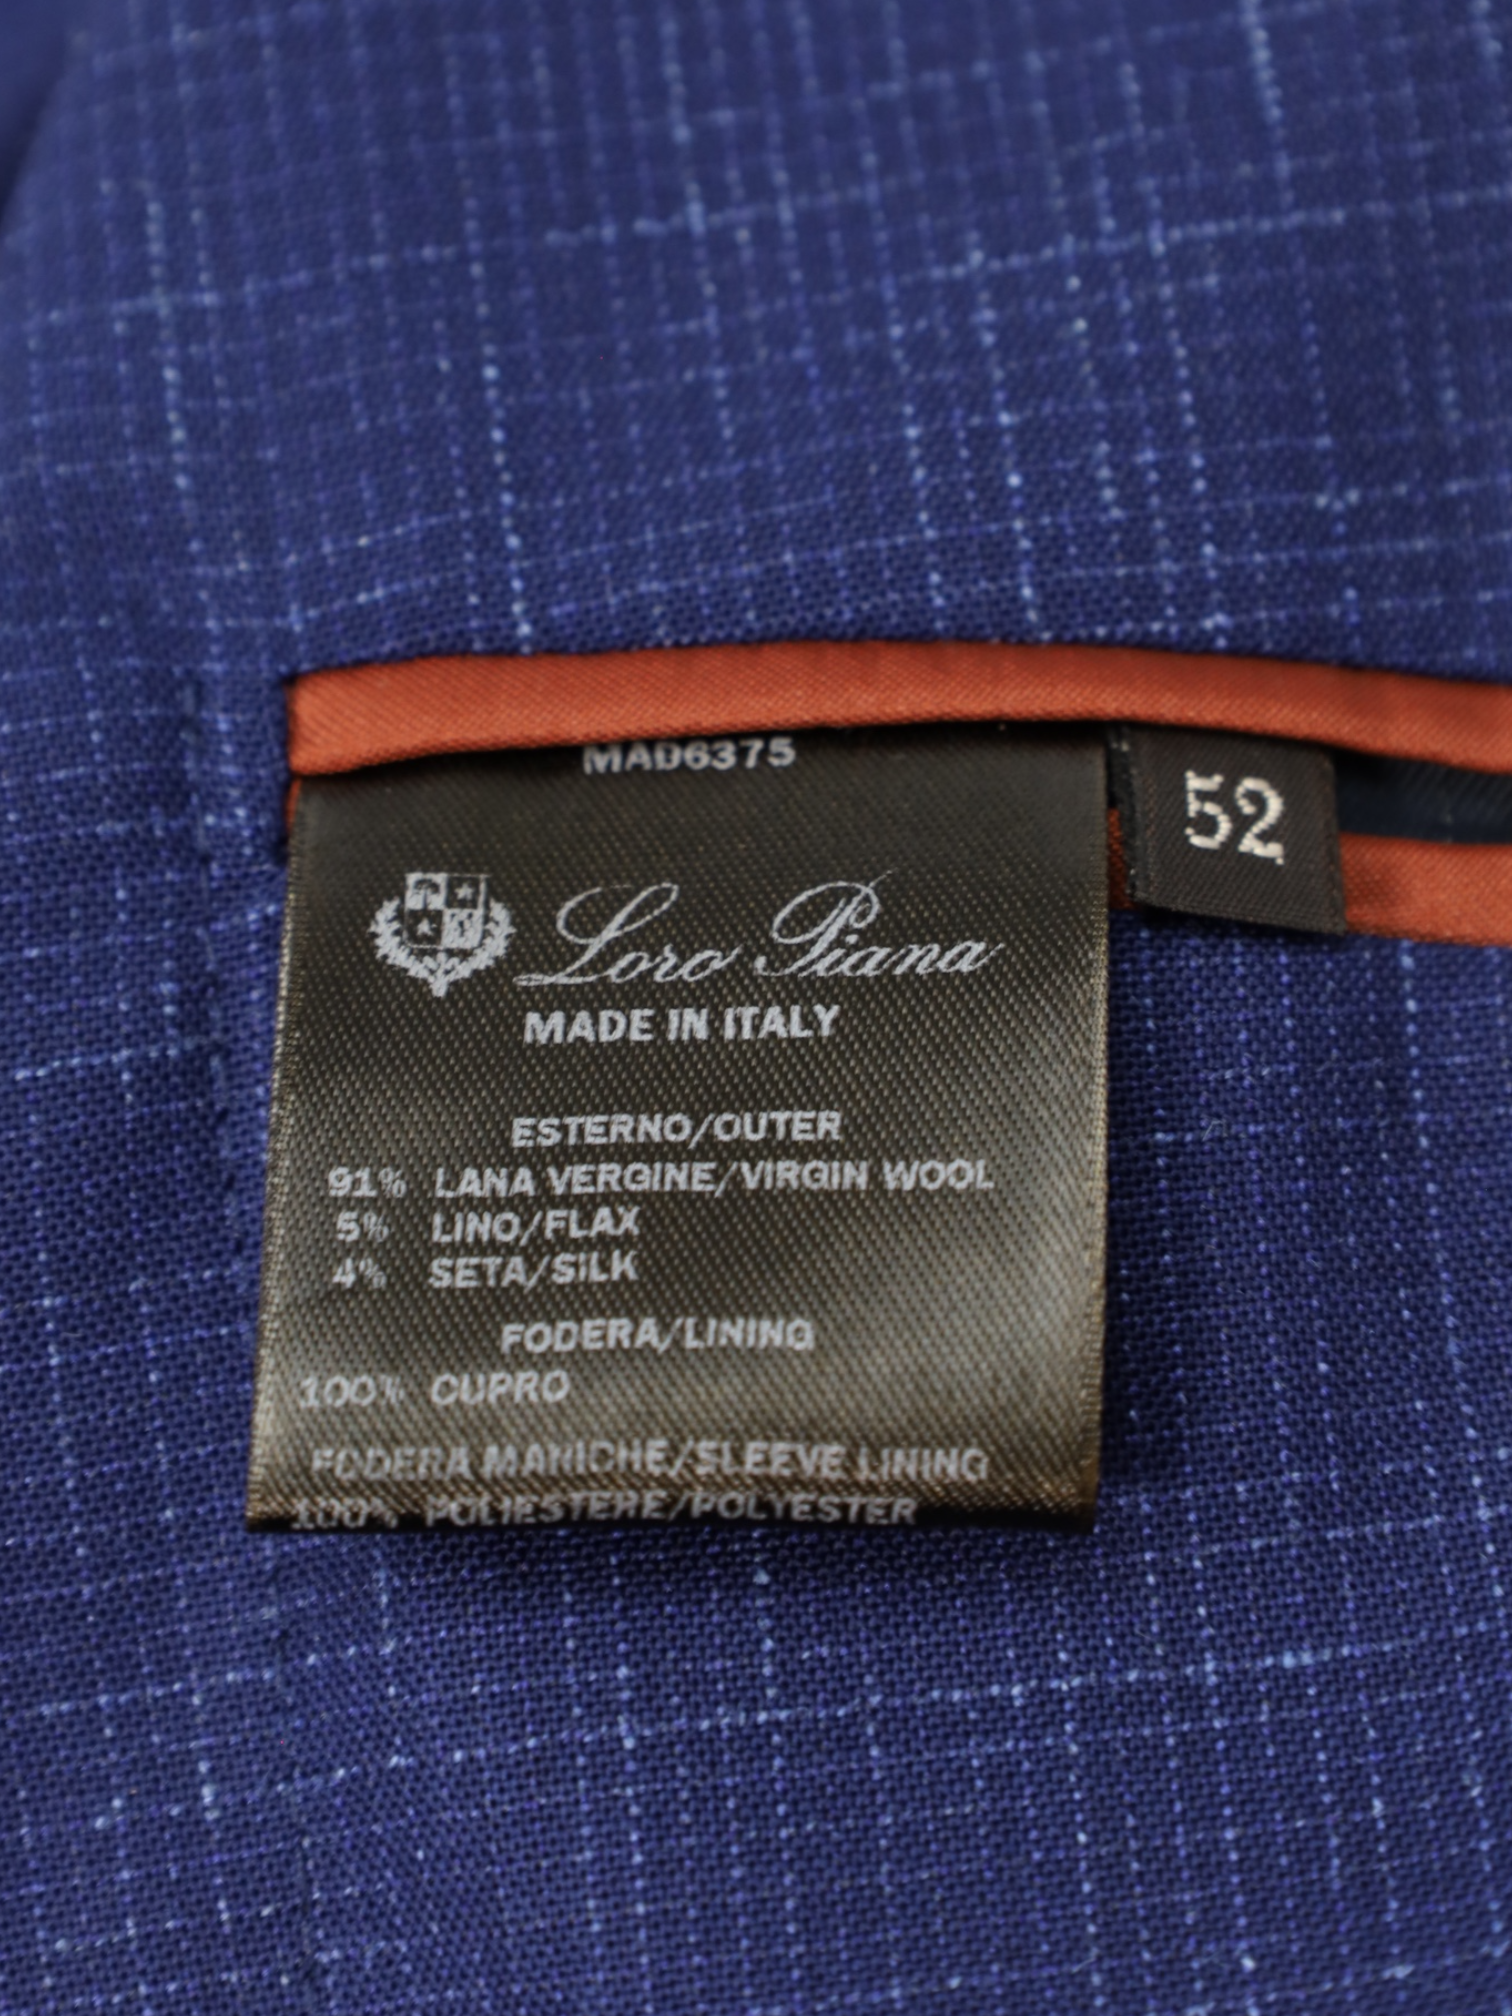 MAD6375
52
Loro Piana
MADE IN ITALY
ESTERNO/OUTER
91% LANA VERGINE/VIRGIN WOOL
5% LINO/FLAX
4% SETA/SILK
FODERA/LINING
100% CUPRO
FODERA MANICHE/SLEEVE LINING
100% POLIESTERE/POLYESTER